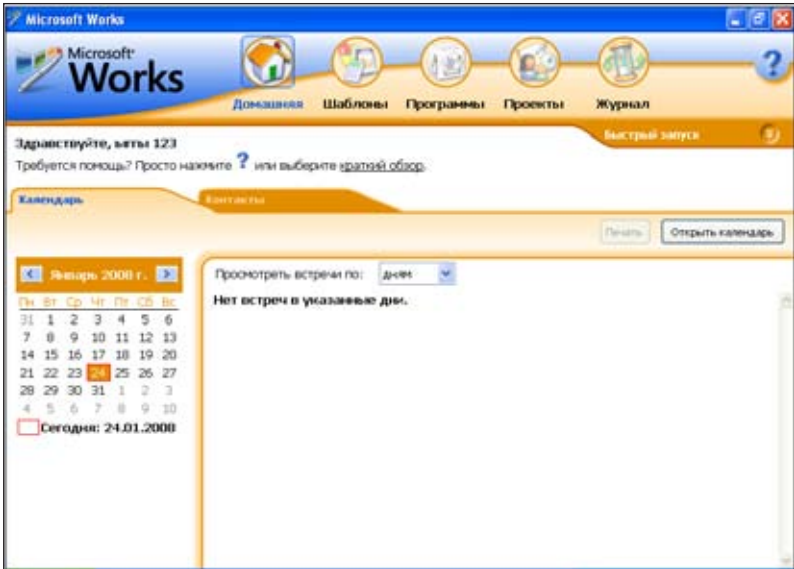 Microsoft Works
Microsoft
Works
Домашняя Шаблоны Программы Проекты Журнал
?
Быстрый запуск
Здравствуйте, ыяты 123
Требуется помощь? Просто нажмите ? или выберите краткий обзор.
Календарь Контакты
Печать Открыть календарь
Январь 2008 г.
Просмотреть встречи по: дням
Нет встреч в указанные дни.
Пн Вт Ср Чт Пт Сб Вс
31 1 2 3 4 5 6
7 8 9 10 11 12 13
14 15 16 17 18 19 20
21 22 23 24 25 26 27
28 29 30 31 1 2 3
4 5 6 7 8 9 10
Сегодня: 24.01.2008